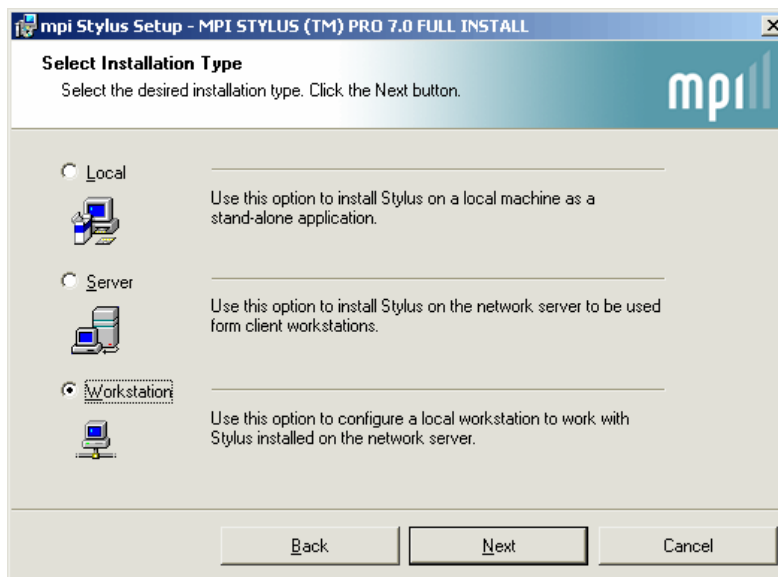 mpi Stylus Setup - MPI STYLUS (TM) PRO 7.0 FULL INSTALL
Select Installation Type
Select the desired installation type. Click the Next button.
mpi
Local
Use this option to install Stylus on a local machine as a
stand-alone application.
Server
Use this option to install Stylus on the network server to be used
form client workstations.
Workstation
Use this option to configure a local workstation to work with
Stylus installed on the network server.
Back
Next
Cancel